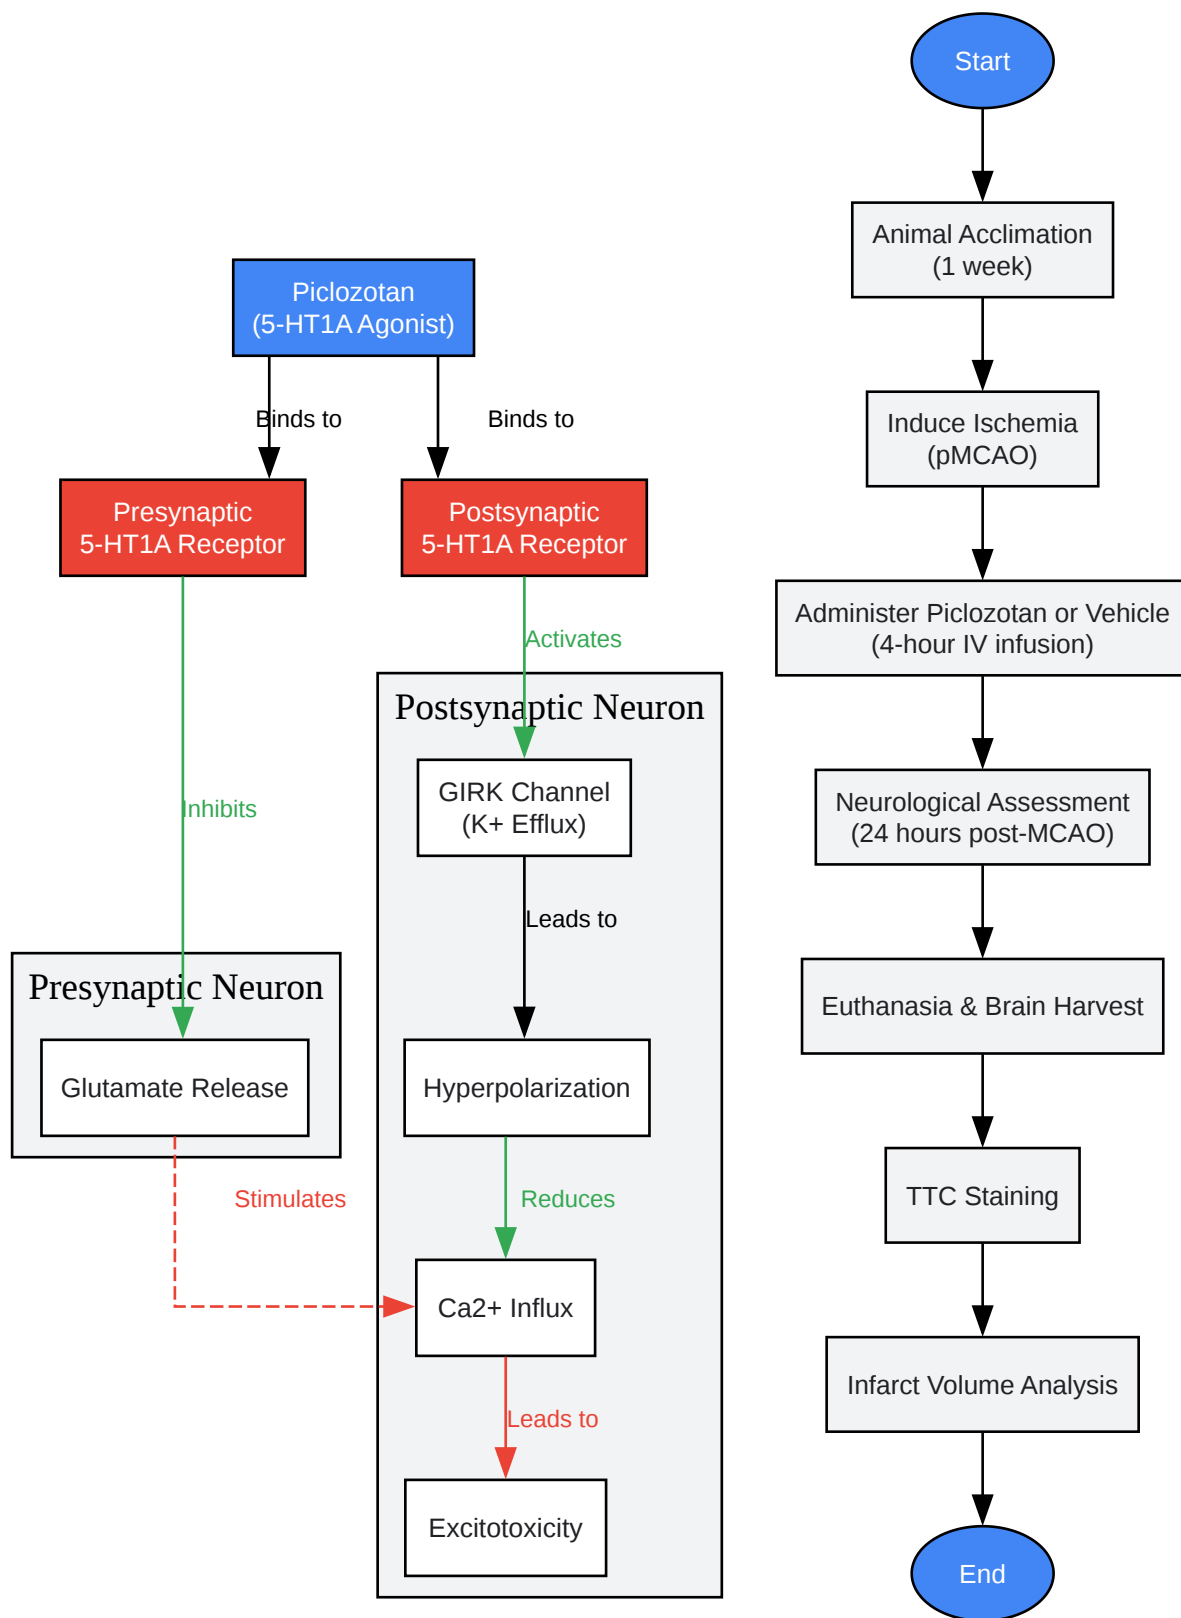 Piclozotan
(5-HT1A Agonist)
Binds to
Binds to
Presynaptic
5-HT1A Receptor
Postsynaptic
5-HT1A Receptor
Activates
Inhibits
Postsynaptic Neuron
GIRK Channel
(K+ Efflux)
Leads to
Presynaptic Neuron
Glutamate Release
Hyperpolarization
Stimulates
Reduces
Ca2+ Influx
Leads to
Excitotoxicity
Start
Animal Acclimation
(1 week)
Induce Ischemia
(pMCAO)
Administer Piclozotan or Vehicle
(4-hour IV infusion)
Neurological Assessment
(24 hours post-MCAO)
Euthanasia & Brain Harvest
TTC Staining
Infarct Volume Analysis
End